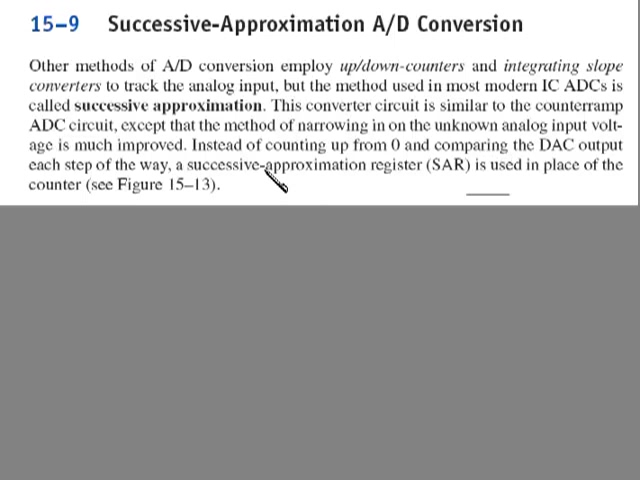 15–9 Successive-Approximation A/D Conversion
Other methods of A/D conversion employ up/down-counters and integrating slope
converters to track the analog input, but the method used in most modern IC ADCs is
called successive approximation. This converter circuit is similar to the counterramp
ADC circuit, except that the method of narrowing in on the unknown analog input volt-
age is much improved. Instead of counting up from 0 and comparing the DAC output
each step of the way, a successive-approximation register (SAR) is used in place of the
counter (see Figure 15–13).